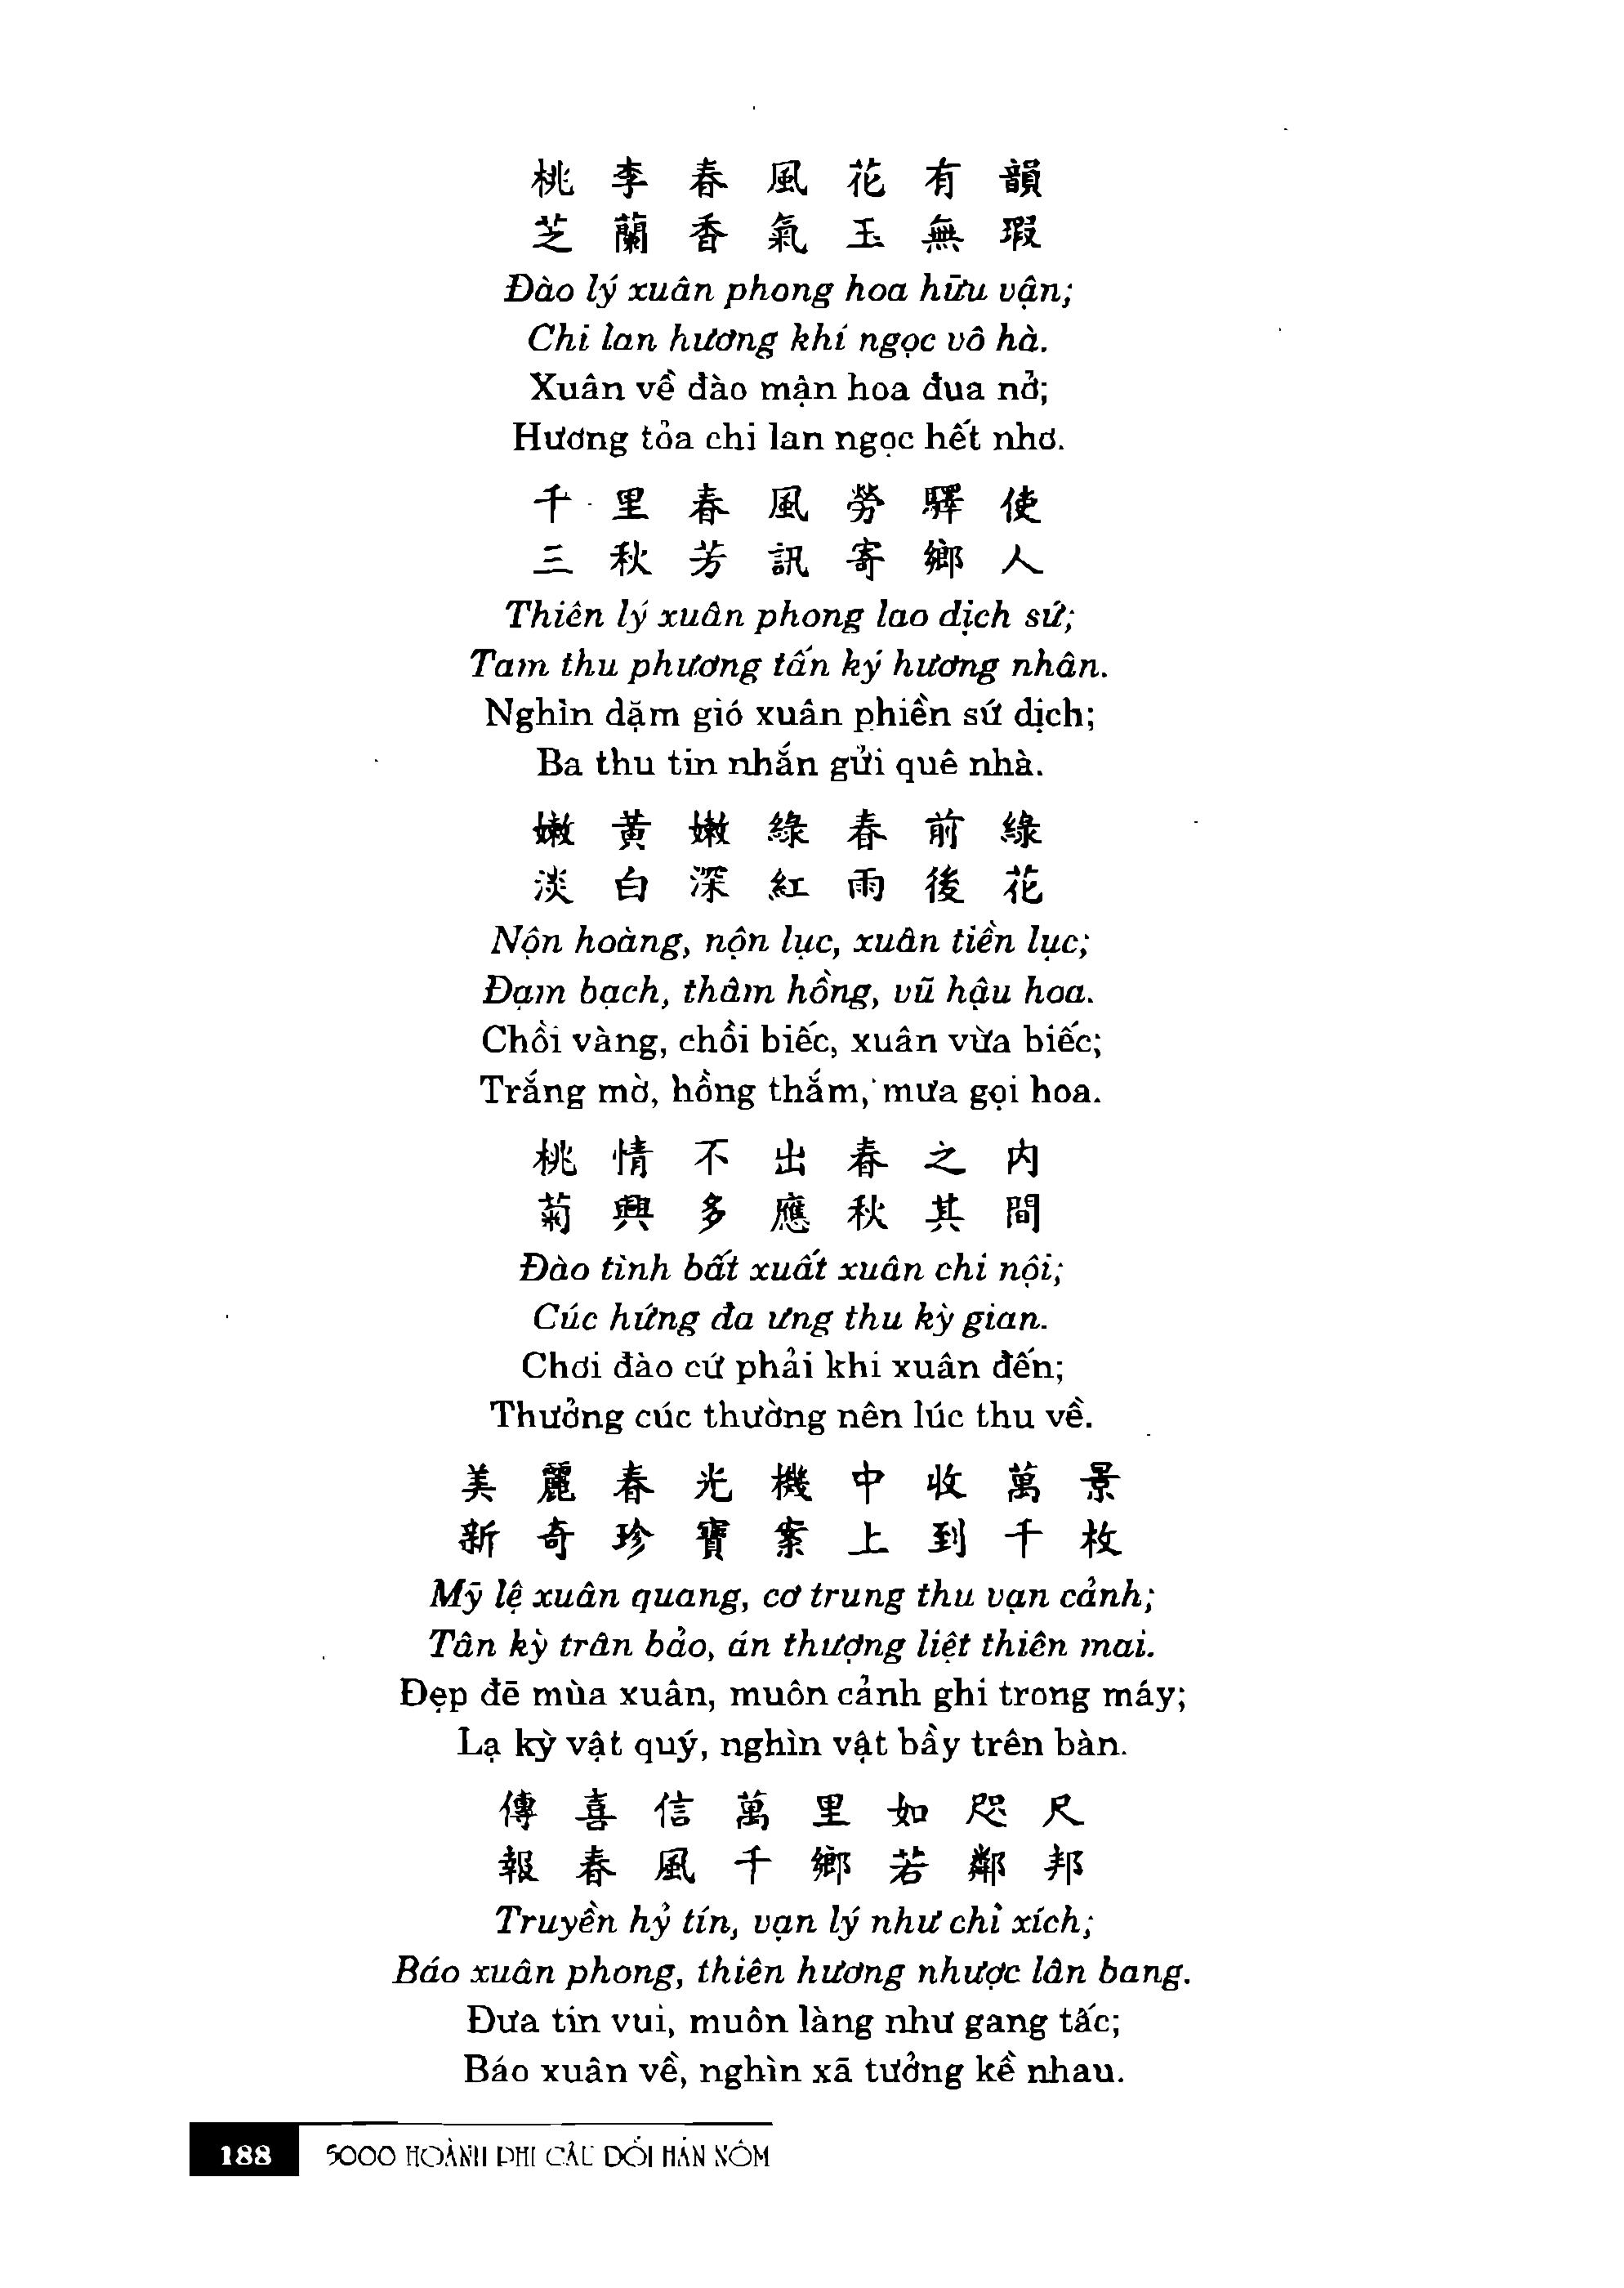 桃李春風花有韻
芝蘭香氣玉無瑕
Đào lý xuân phong hoa hữu vận;
Chi lan hương khí ngọc vô hà.
Xuân về đào mận hoa đua nở;
Hương tỏa chi lan ngọc hết nhơ.
千里春風勞驛使
三秋芳訊寄鄉人
Thiên lý xuân phong lao dịch sứ;
Tam thu phương tấn ký hương nhân.
Nghìn dặm gió xuân phiền sứ dịch;
Ba thu tin nhắn gửi quê nhà.
嫩黃嫩綠春前綠
淡白深紅雨後花
Nộn hoàng, nộn lục, xuân tiền lục;
Đạm bạch, thâm hồng, vũ hậu hoa.
Chồi vàng, chồi biếc, xuân vừa biếc;
Trắng mờ, hồng thắm, mưa gọi hoa.
桃情不出春之内
菊興多應秋其間
Đào tình bất xuất xuân chi nội;
Cúc hứng đa ưng thu kỳ gian.
Chơi đào cứ phải khi xuân đến;
Thưởng cúc thường nên lúc thu về.
美麗春光機中收萬景
新奇珍寶案上到千枚
Mỹ lệ xuân quang, cơ trung thu vạn cảnh;
Tân kỳ trân bảo, án thượng liệt thiên mai.
Đẹp đẽ mùa xuân, muôn cảnh ghi trong máy;
Lạ kỳ vật quý, nghìn vật bầy trên bàn.
傳喜信萬里如咫尺
報春風千鄉若鄰邦
Truyền hỷ tín, vạn lý như chỉ xích;
Báo xuân phong, thiên hương nhược lân bang.
Đưa tin vui, muôn làng như gang tấc;
Báo xuân về, nghìn xã tưởng kề nhau.
188 5000 HOÀNH PHI CÂU ĐỐI HÁN NÔM